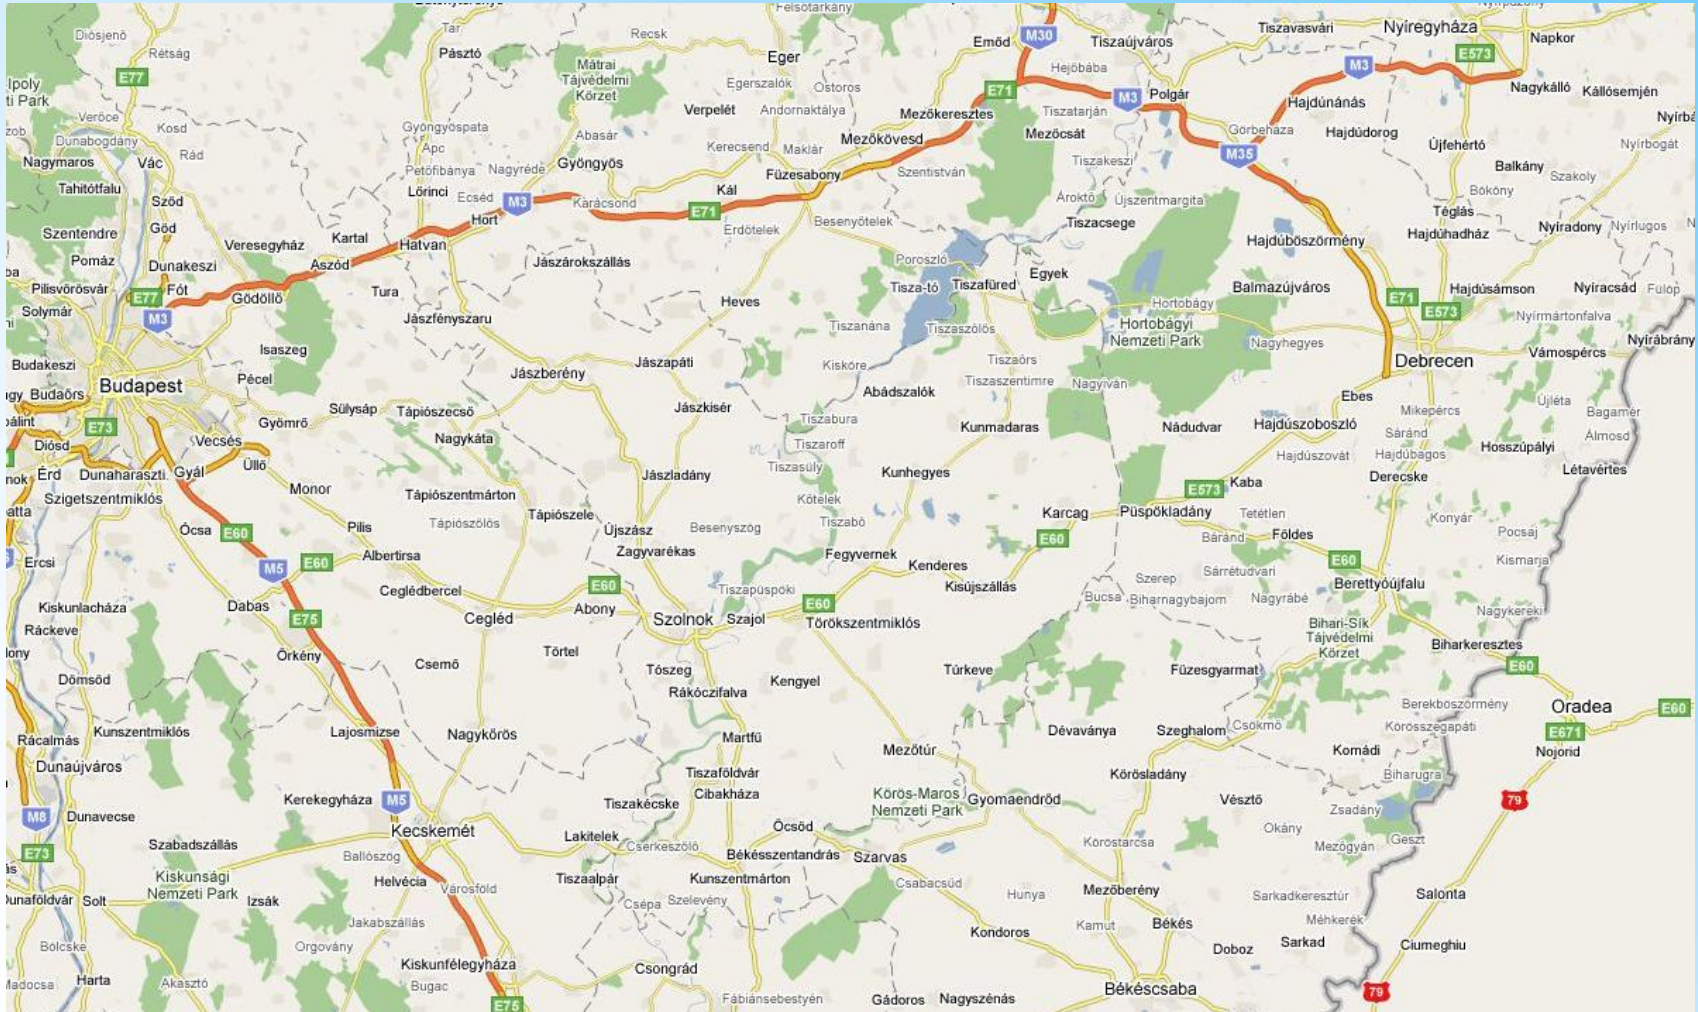 Felsőtárkány
Diósjenő
Rétság
Tar
Pásztó
Recsk
Eger
Emőd
M30
Tiszaújváros
Tiszavasvári
Nyíregyháza
Napkor
E573
E77
Mátrai
Tájvédelmi
Körzet
Hejőbába
M3
Ipoly
ti Park
Egerszalók
Ostoros
E71
M3
Polgár
Nagykálló
Kállósemjén
Verőce
Kosd
Verpelét
Andornaktálya
Mezőkeresztes
Tiszatarján
Hajdúnánás
Dunabogdány
Gyöngyöspata
Apc
Abasár
Mezőkövesd
Mezőcsát
Görbeháza
Hajdúdorog
Nagymaros
Vác
Rád
Petőfibánya
Nagyréde
Gyöngyös
Kerecsend
Maklár
M35
Újfehértó
Nyírbogát
Tiszakeszi
Balkány
Tahitótfalu
Lőrinci
Ecséd
M3
Kál
Füzesabony
Szentistván
Szakoly
Sződ
Karácsond
E71
Ároktő
Újszentmargita
Bököny
Göd
Hort
Erdőtelek
Besenyőtelek
Tiszacsege
Téglás
Szentendre
Veresegyház
Kartal
Hatvan
Hajdúböszörmény
Hajdúhadház
Nyíradony
Nyírlugos
Pomáz
Dunakeszi
Aszód
Jászárokszállás
Poroszló
Egyek
Pilisvörösvár
E77
Fót
Gödöllő
Tura
Tisza-tó
Tiszafüred
Balmazújváros
E71
Hajdúsámson
Nyíracsád
Fülöp
Solymár
M3
Jászfényszaru
Heves
Hortobágy
E573
Nyírmártonfalva
Tiszanána
Tiszaszőlős
Hortobágyi
Nemzeti Park
Nagyhegyes
Nyírábrány
Isaszeg
Budakeszi
Jászapáti
Kisköre
Tiszaörs
Debrecen
Vámospércs
Budapest
Pécel
Jászberény
Abádszalók
Tiszaszentimre
Nagyiván
Ebes
Budaörs
Újléta
Sülysáp
Tápiószecső
Jászkisér
Tiszabura
Mikepércs
Bagamér
E73
Gyömrő
Kunmadaras
Nádudvar
Hajdúszoboszló
Diósd
Vecsés
Nagykáta
Tiszaroff
Sáránd
Álmosd
Hosszúpályi
Hajdúszovát
Hajdúbagos
Érd
Dunaharaszti
Gyál
Üllő
Jászladány
Tiszasüly
Kunhegyes
Derecske
Létavértes
Szigetszentmiklós
Monor
Tápiószentmárton
Kőtelek
E573
Kaba
Tápiószele
Karcag
Püspökladány
Tetétlen
Konyár
Ócsa
E60
Pilis
Tápiószőlős
Újszász
Besenyszög
Tiszabő
E60
Báránd
Földes
Pocsaj
Ercsi
M5
E60
Albertirsa
Zagyvarékas
Fegyvernek
Kenderes
E60
Kismarja
Ceglédbercel
E60
Tiszapüspöki
Kisújszállás
Szerep
Sárrétudvari
Berettyóújfalu
Kiskunlacháza
Dabas
Abony
E60
Bucsa
Biharnagybajom
Nagyrábé
Nagykereki
Ráckeve
E75
Cegléd
Szolnok
Szajol
Törökszentmiklós
Bihari-Sík
Tájvédelmi
Körzet
Biharkeresztes
Örkény
Csemő
Törtel
Tószeg
Túrkeve
Füzesgyarmat
E60
Dömsöd
Kengyel
Rákóczifalva
Berekböszörmény
Oradea
E60
Rácalmás
Kunszentmiklós
Lajosmizse
Nagykőrös
Martfű
Dévaványa
Szeghalom
Csökmő
Körösszegapáti
E671
Mezőtúr
Komádi
Nojorid
Dunaújváros
Tiszaföldvár
Körösladány
Biharugra
M8
Dunavecse
Kerekegyháza
M5
Cibakháza
Tiszakécske
Körös-Maros
Nemzeti Park
Gyomaendrőd
Vésztő
Zsadány
79
E73
Kecskemét
Lakitelek
Öcsöd
Okány
Szabadszállás
Ballószög
Cserkeszőlő
Békésszentandrás
Szarvas
Köröstarcsa
Mezőgyán
Geszt
Kiskunsági
Nemzeti Park
Helvécia
Városföld
Tiszaalpár
Kunszentmárton
Csabacsűd
Mezőberény
Dunaföldvár
Solt
Izsák
Csépa
Szelevény
Hunya
Sarkadkeresztúr
Salonta
Jakabszállás
Kamut
Békés
Méhkerék
Bölcske
Orgovány
Kondoros
Doboz
Sarkad
Ciumeghiu
Harta
Akasztó
Kiskunfélegyháza
Bugac
Csongrád
Békéscsaba
79
E75
Fábiánsebestyén
Gádoros
Nagyszénás